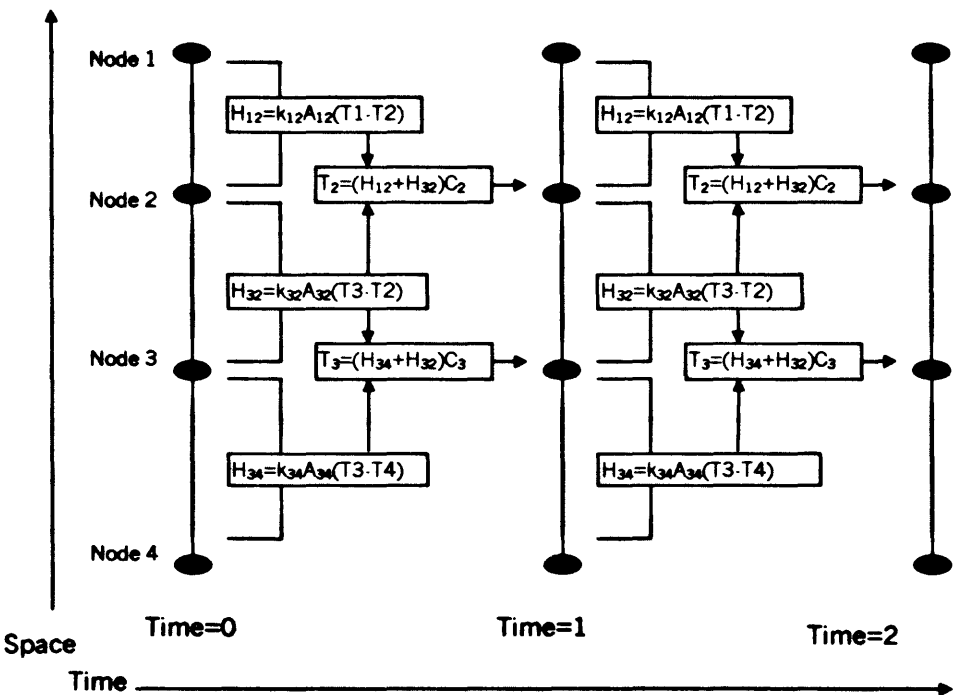 Node 1
H₁₂=k₁₂A₁₂(T1-T2)
H₁₂=k₁₂A₁₂(T1-T2)
T₂=(H₁₂+H₃₂)C₂
T₂=(H₁₂+H₃₂)C₂
Node 2
H₃₂=k₃₂A₃₂(T3-T2)
H₃₂=k₃₂A₃₂(T3-T2)
Node 3
T₃=(H₃₄+H₃₂)C₃
T₃=(H₃₄+H₃₂)C₃
H₃₄=k₃₄A₃₄(T3-T4)
H₃₄=k₃₄A₃₄(T3-T4)
Node 4
Time=0
Time=1
Time=2
Space
Time